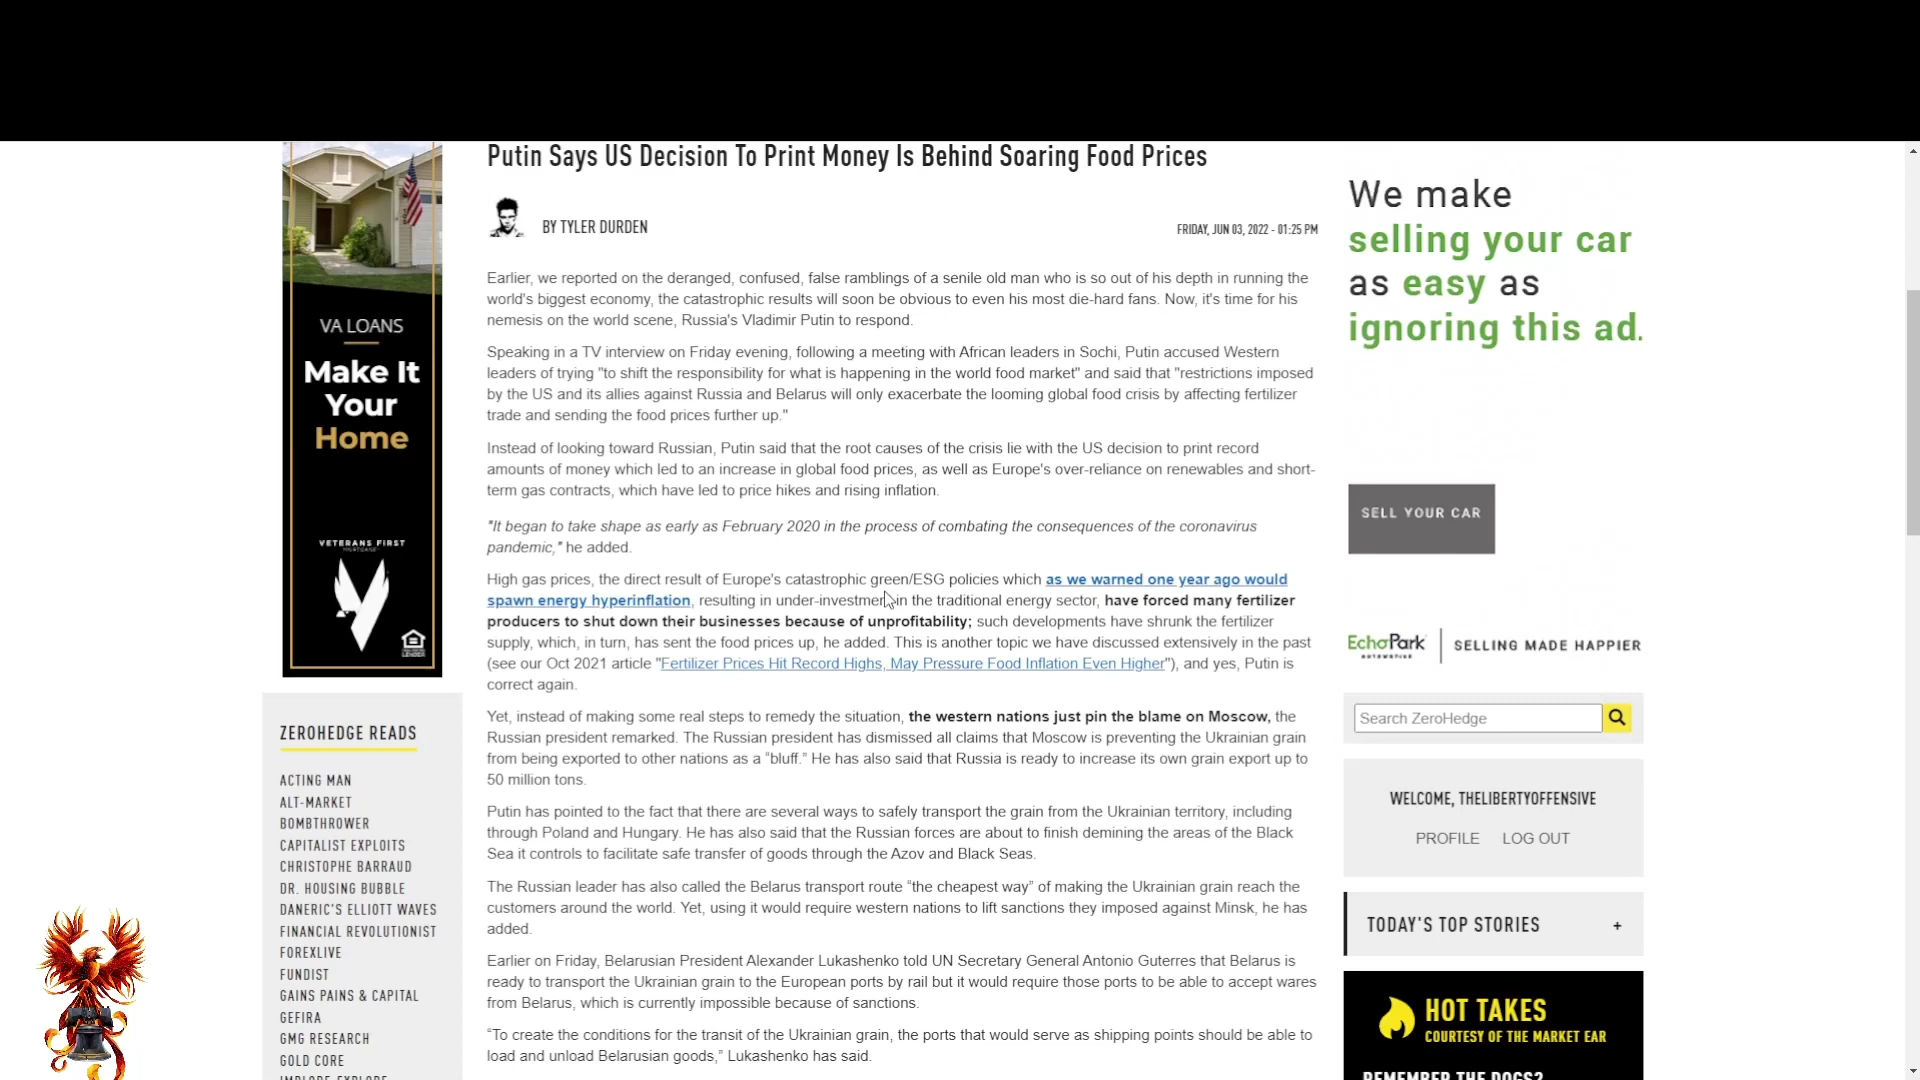 Putin Says US Decision To Print Money Is Behind Soaring Food Prices
BY TYLER DURDEN
FRIDAY, JUN 03, 2022 - 01:25 PM
Earlier, we reported on the deranged, confused, false ramblings of a senile old man who is so out of his depth in running the
world's biggest economy, the catastrophic results will soon be obvious to even his most die-hard fans. Now, it's time for his
nemesis on the world scene, Russia's Vladimir Putin to respond.
Speaking in a TV interview on Friday evening, following a meeting with African leaders in Sochi, Putin accused Western
leaders of trying "to shift the responsibility for what is happening in the world food market" and said that "restrictions imposed
by the US and its allies against Russia and Belarus will only exacerbate the looming global food crisis by affecting fertilizer
trade and sending the food prices further up."
Instead of looking toward Russian, Putin said that the root causes of the crisis lie with the US decision to print record
amounts of money which led to an increase in global food prices, as well as Europe's over-reliance on renewables and short-
term gas contracts, which have led to price hikes and rising inflation.
"It began to take shape as early as February 2020 in the process of combating the consequences of the coronavirus
pandemic," he added.
High gas prices, the direct result of Europe's catastrophic green/ESG policies which as we warned one year ago would
spawn energy hyperinflation, resulting in under-investment in the traditional energy sector, have forced many fertilizer
producers to shut down their businesses because of unprofitability; such developments have shrunk the fertilizer
supply, which, in turn, has sent the food prices up, he added. This is another topic we have discussed extensively in the past
(see our Oct 2021 article "Fertilizer Prices Hit Record Highs, May Pressure Food Inflation Even Higher"), and yes, Putin is
correct again.
Yet, instead of making some real steps to remedy the situation, the western nations just pin the blame on Moscow, the
Russian president remarked. The Russian president has dismissed all claims that Moscow is preventing the Ukrainian grain
from being exported to other nations as a “bluff.” He has also said that Russia is ready to increase its own grain export up to
50 million tons.
Putin has pointed to the fact that there are several ways to safely transport the grain from the Ukrainian territory, including
through Poland and Hungary. He has also said that the Russian forces are about to finish demining the areas of the Black
Sea it controls to facilitate safe transfer of goods through the Azov and Black Seas.
The Russian leader has also called the Belarus transport route “the cheapest way” of making the Ukrainian grain reach the
customers around the world. Yet, using it would require western nations to lift sanctions they imposed against Minsk, he has
added.
Earlier on Friday, Belarusian President Alexander Lukashenko told UN Secretary General Antonio Guterres that Belarus is
ready to transport the Ukrainian grain to the European ports by rail but it would require those ports to be able to accept wares
from Belarus, which is currently impossible because of sanctions.
“To create the conditions for the transit of the Ukrainian grain, the ports that would serve as shipping points should be able to
load and unload Belarusian goods,” Lukashenko has said.
VA LOANS
Make It
Your
Home
VETERANS FIRST
MORTGAGE
ZEROHEDGE READS
ACTING MAN
ALT-MARKET
BOMBTHROWER
CAPITALIST EXPLOITS
CHRISTOPHE BARRAUD
DR. HOUSING BUBBLE
DANERIC'S ELLIOTT WAVES
FINANCIAL REVOLUTIONIST
FOREXLIVE
FUNDIST
GAINS PAINS & CAPITAL
GEFIRA
GMG RESEARCH
GOLD CORE
IMPLODE-EXPLODE
We make
selling your car
as easy as
ignoring this ad.
SELL YOUR CAR
EchoPark
AUTOMOTIVE
SELLING MADE HAPPIER
Search ZeroHedge
WELCOME, THELIBERTYOFFENSIVE
PROFILE LOG OUT
TODAY'S TOP STORIES +
HOT TAKES
COURTESY OF THE MARKET EAR
REMEMBER THE DOGS?